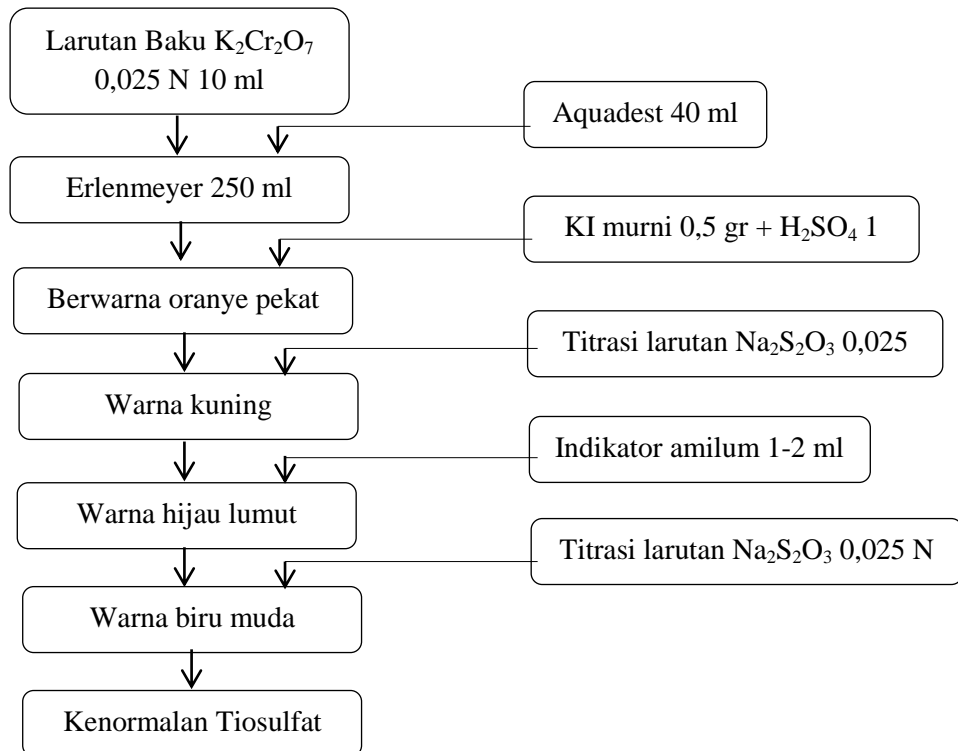 Larutan Baku K₂Cr₂O₇
0,025 N 10 ml
Aquadest 40 ml
Erlenmeyer 250 ml
KI murni 0,5 gr + H₂SO₄ 1
Berwarna oranye pekat
Titrasi larutan Na₂S₂O₃ 0,025
Warna kuning
Indikator amilum 1-2 ml
Warna hijau lumut
Titrasi larutan Na₂S₂O₃ 0,025 N
Warna biru muda
Kenormalan Tiosulfat